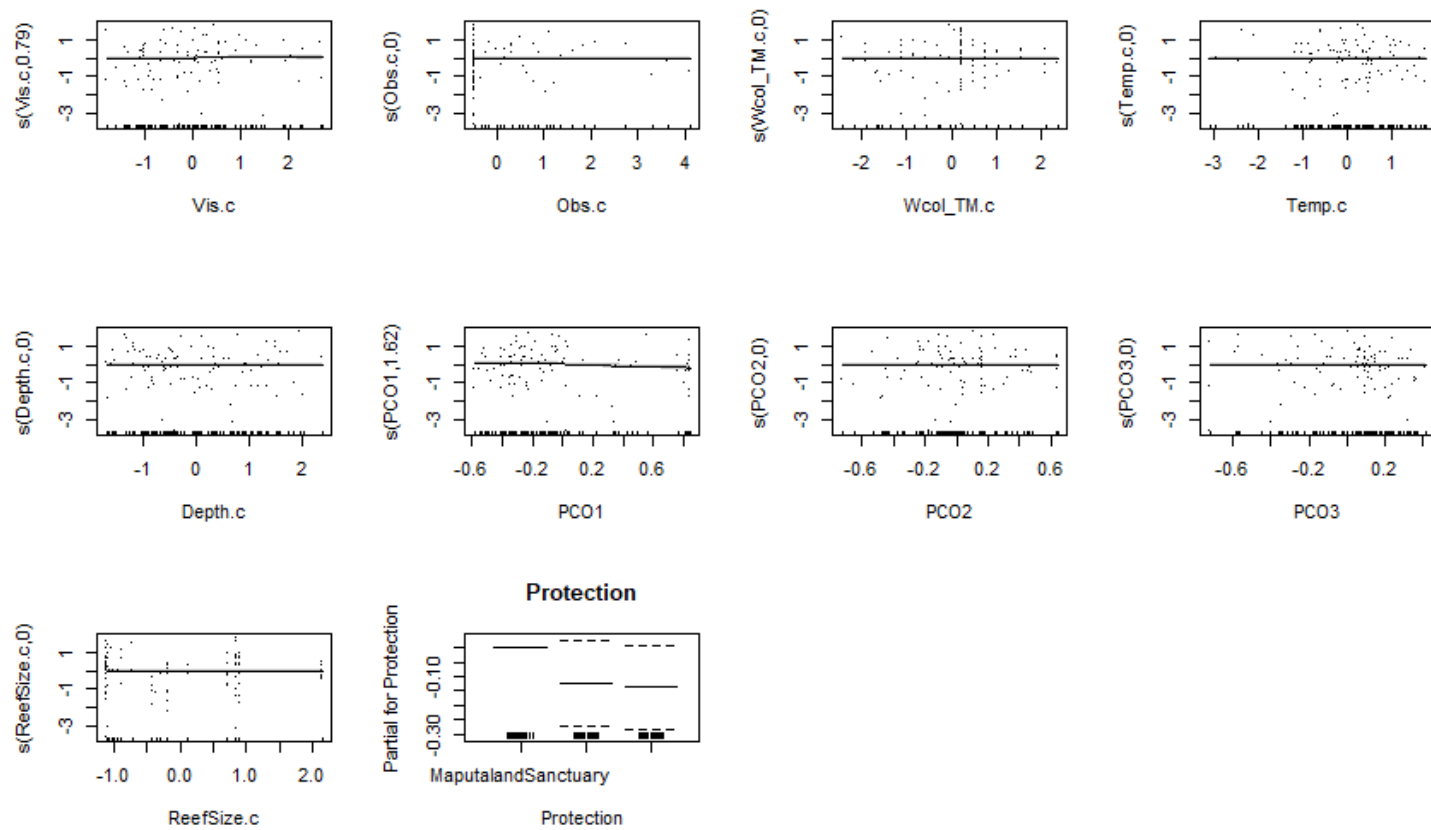 s(Vis.c,0.79)
1
-1
-3
-1 0 1 2
Vis.c
s(Obs.c,0)
1
-1
-3
0 1 2 3 4
Obs.c
s(Wcol_TM.c,0)
1
-1
-3
-2 -1 0 1 2
Wcol_TM.c
s(Temp.c,0)
1
-1
-3
-3 -2 -1 0 1
Temp.c
s(Depth.c,0)
1
-1
-3
-1 0 1 2
Depth.c
s(PCO1,1.62)
1
-1
-3
-0.6 -0.2 0.2 0.6
PCO1
s(PCO2,0)
1
-1
-3
-0.6 -0.2 0.2 0.6
PCO2
s(PCO3,0)
1
-1
-3
-0.6 -0.2 0.2
PCO3
s(ReefSize.c,0)
1
-1
-3
-1.0 0.0 1.0 2.0
ReefSize.c
Protection
Partial for Protection
-0.10
-0.10
-0.30
MaputalandSanctuary
Protection